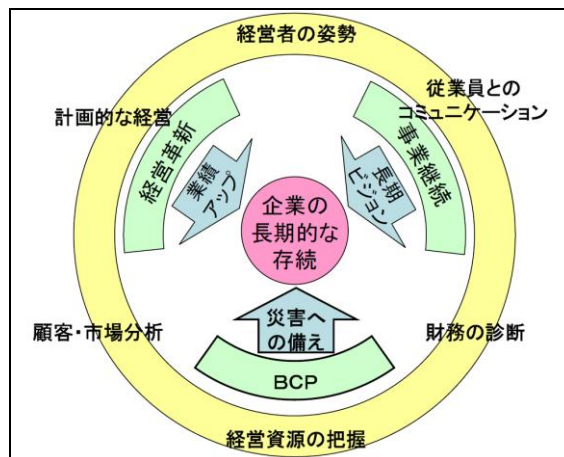 経営者の姿勢
従業員との
コミュニケーション
計画的な経営
経営革新
事業継続
業績
アップ
長期
ビジョン
企業の
長期的な
存続
災害へ
の備え
顧客・市場分析
財務の診断
BCP
経営資源の把握